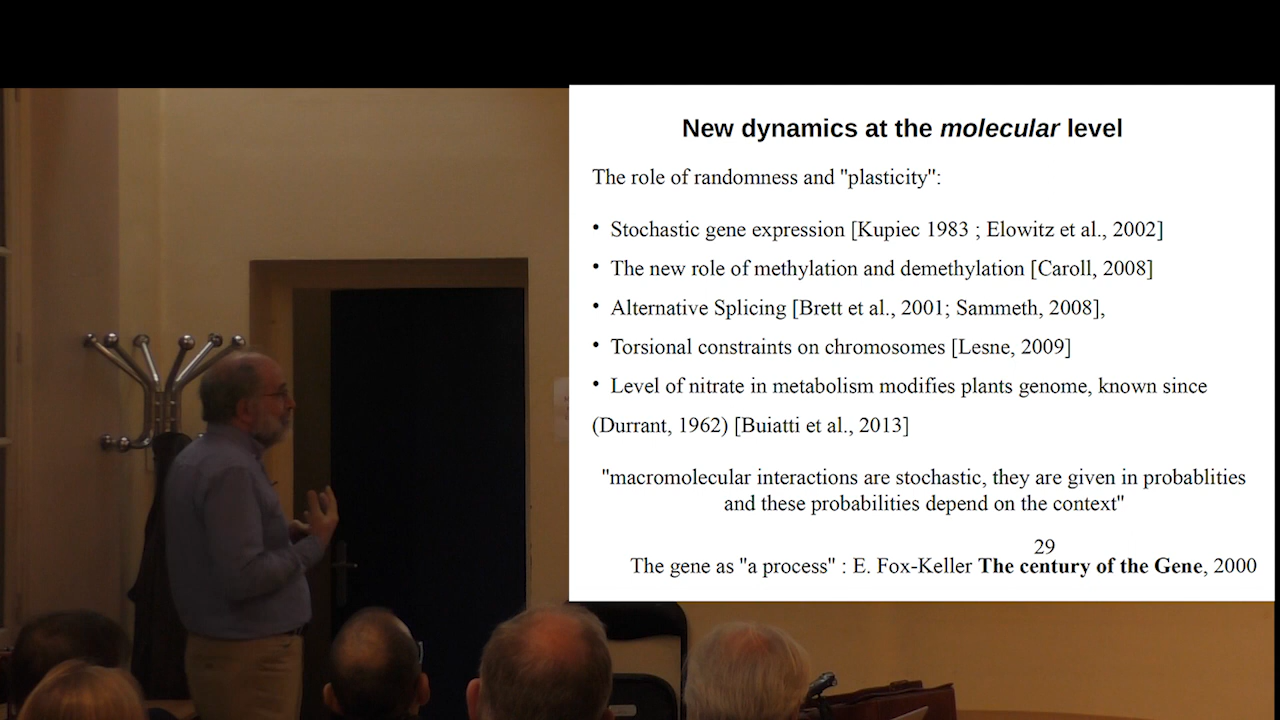 New dynamics at the molecular level
The role of randomness and "plasticity":
• Stochastic gene expression [Kupiec 1983 ; Elowitz et al., 2002]
• The new role of methylation and demethylation [Caroll, 2008]
• Alternative Splicing [Brett et al., 2001; Sammeth, 2008],
• Torsional constraints on chromosomes [Lesne, 2009]
• Level of nitrate in metabolism modifies plants genome, known since
(Durrant, 1962) [Buiatti et al., 2013]
"macromolecular interactions are stochastic, they are given in probablities
and these probabilities depend on the context"
29
The gene as "a process" : E. Fox-Keller The century of the Gene, 2000